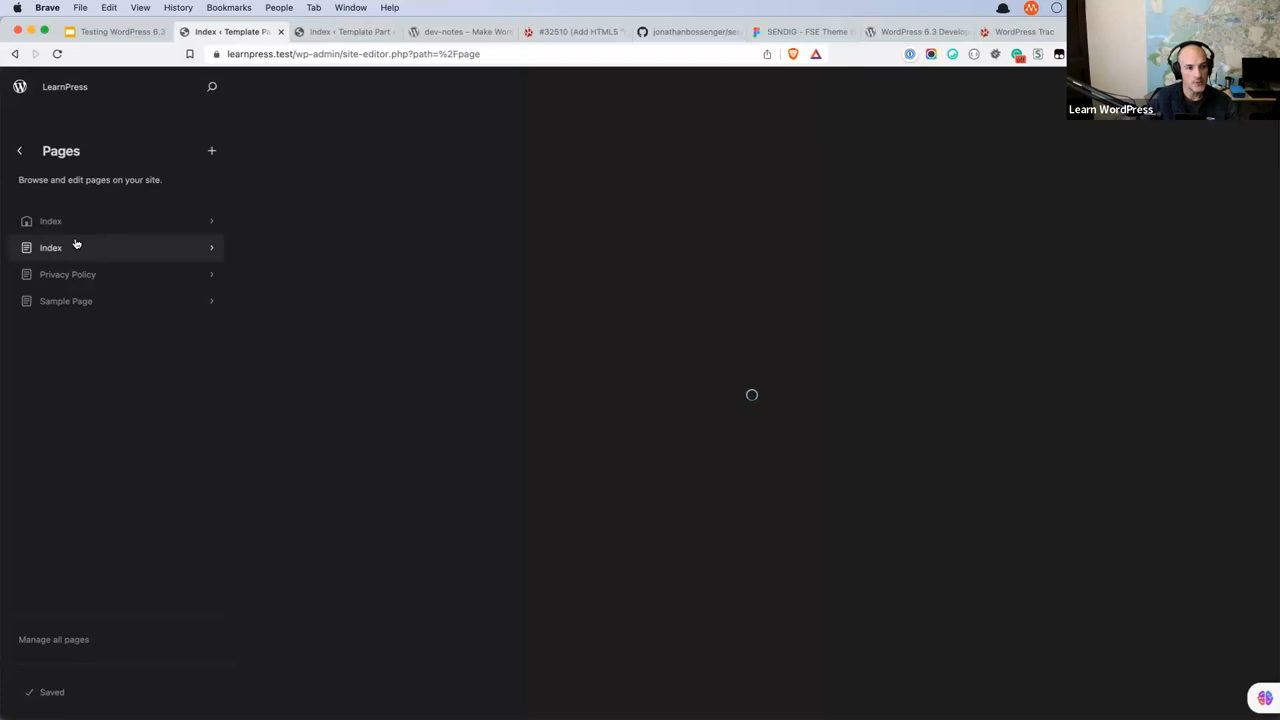 Brave File Edit View History Bookmarks People Tab Window Help
Testing WordPress 6.3
Index ‹ Template Pa
Index ‹ Template Part
dev-notes – Make Wor
#32510 (Add HTML5 "
jonathanbossenger/sen
SENDIG - FSE Theme
WordPress 6.3 Develo
WordPress Trac
learnpress.test/wp-admin/site-editor.php?path=%2Fpage
LearnPress
Learn WordPress
Pages
Browse and edit pages on your site.
Index
Index
Privacy Policy
Sample Page
Manage all pages
Saved